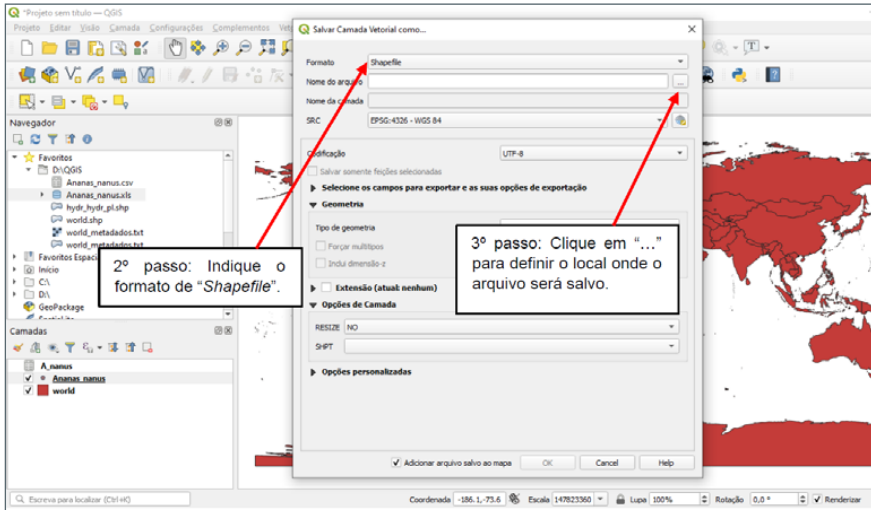 *Projeto sem título — QGIS
Projeto Editar Visão Camada Configurações Complementos
Navegador
Favoritos
D:\QGIS
Ananas_nanus.csv
Ananas_nanus.xls
hydr_hydr_pl.shp
world.shp
world_metadados.txt
world_metadados.txt
Favoritos Espaci
Início
C:\
D:\
GeoPackage
Camadas
A_nanus
Ananas_nanus
world
Escreva para localizar (Ctrl+K)
Salvar Camada Vetorial como...
Formato
Shapefile
Nome do arquivo
...
Nome da camada
SRC
EPSG:4326 - WGS 84
Codificação
UTF-8
Salvar somente feições selecionadas
Selecione os campos para exportar e as suas opções de exportação
Geometria
Tipo de geometria
Forçar multitipos
Inclui dimensão-z
Extensão (atual: nenhum)
Opções de Camada
RESIZE NO
SHPT
Opções personalizadas
Adicionar arquivo salvo ao mapa
OK
Cancel
Help
2º passo: Indique o
formato de “Shapefile”.
3º passo: Clique em “...”
para definir o local onde o
arquivo será salvo.
Coordenada -186.1,-73.6 Escala 147823360 Lupa 100% Rotação 0,0 ° Renderizar